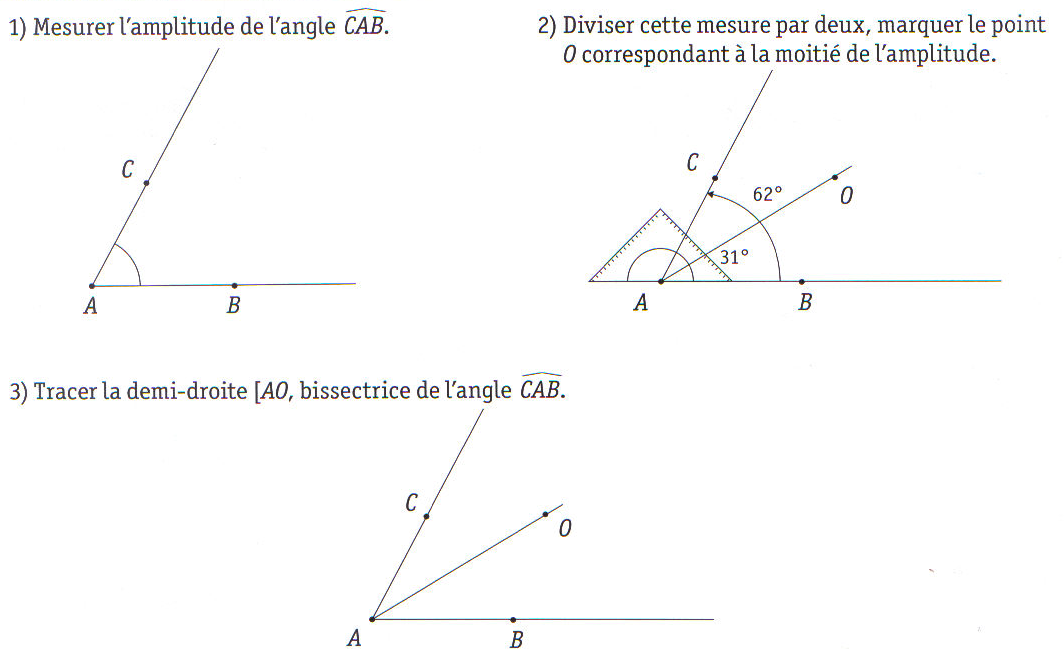 1) Mesurer l'amplitude de l'angle CAB.
C
A
B
2) Diviser cette mesure par deux, marquer le point
O correspondant à la moitié de l'amplitude.
C
62°
O
31°
A
B
3) Tracer la demi-droite [AO, bissectrice de l'angle CAB.
C
O
A
B